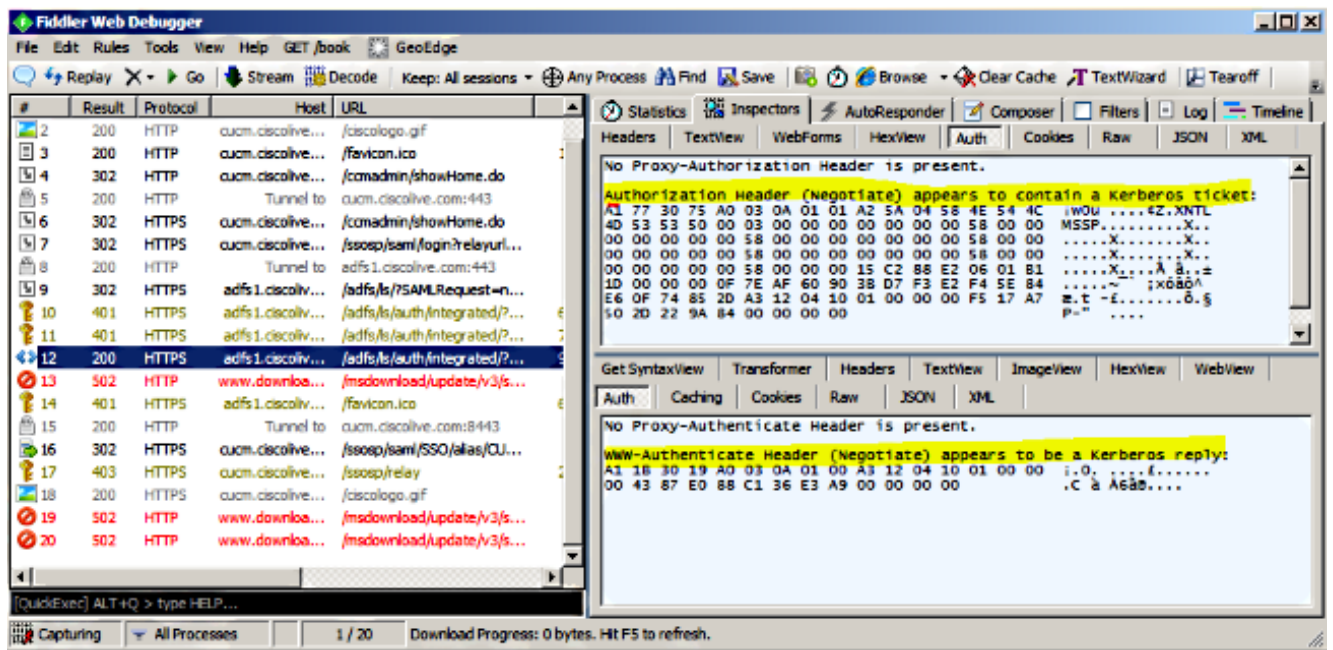 Fiddler Web Debugger
File Edit Rules Tools View Help GET /book GeoEdge
Replay Go Stream Decode Keep: All sessions Any Process Find Save Browse Clear Cache TextWizard Tearoff
# Result Protocol Host URL
2 200 HTTP cucm.ciscolive... /ciscologo.gif
3 200 HTTP cucm.ciscolive... /favicon.ico
4 302 HTTP cucm.ciscolive... /ccmadmin/showHome.do
5 200 HTTP Tunnel to cucm.ciscolive.com:443
6 302 HTTPS cucm.ciscolive... /ccmadmin/showHome.do
7 302 HTTPS cucm.ciscolive... /ssosp/saml/login?relayurl...
8 200 HTTP Tunnel to adfs1.ciscolive.com:443
9 302 HTTPS adfs1.ciscoliv... /adfs/ls/?SAMLRequest=n...
10 401 HTTPS adfs1.ciscoliv... /adfs/ls/auth/integrated/?...
11 401 HTTPS adfs1.ciscoliv... /adfs/ls/auth/integrated/?...
12 200 HTTPS adfs1.ciscoliv... /adfs/ls/auth/integrated/?...
13 502 HTTP www.downloa... /msdownload/update/v3/s...
14 401 HTTPS adfs1.ciscoliv... /favicon.ico
15 200 HTTP Tunnel to cucm.ciscolive.com:8443
16 302 HTTPS cucm.ciscolive... /ssosp/saml/SSO/alias/CU...
17 403 HTTPS cucm.ciscolive... /ssosp/relay
18 200 HTTPS cucm.ciscolive... /ciscologo.gif
19 502 HTTP www.downloa... /msdownload/update/v3/s...
20 502 HTTP www.downloa... /msdownload/update/v3/s...
[QuickExec] ALT+Q > type HELP...
Statistics Inspectors AutoResponder Composer Filters Log Timeline
Headers TextView WebForms HexView Auth Cookies Raw JSON XML
No Proxy-Authorization Header is present.
Authorization Header (Negotiate) appears to contain a Kerberos ticket:
A1 77 30 75 A0 03 0A 01 01 A2 5A 04 58 4E 54 4C ¡w0u ....¢Z.XNTL
4D 53 53 50 00 03 00 00 00 00 00 00 00 58 00 00 MSSP.........X..
00 00 00 00 00 58 00 00 00 00 00 00 00 58 00 00 .....X.......X..
00 00 00 00 00 58 00 00 00 00 00 00 00 58 00 00 .....X.......X..
00 00 00 00 00 58 00 00 00 15 C2 88 E2 06 01 B1
1D 00 00 00 0F 7E AF 60 90 3B D7 F3 E2 F4 5E 84
E6 0F 74 85 2D A3 12 04 10 01 00 00 00 F5 17 A7
50 2D 22 9A 84 00 00 00 00 P-" ....
Get SyntaxView Transformer Headers TextView ImageView HexView WebView
Auth Caching Cookies Raw JSON XML
No Proxy-Authenticate Header is present.
WWW-Authenticate Header (Negotiate) appears to be a Kerberos reply:
A1 1B 30 19 A0 03 0A 01 00 A3 12 04 10 01 00 00 ¡.0. ....£......
00 43 87 E0 88 C1 36 E3 A9 00 00 00 00
Capturing All Processes 1 / 20 Download Progress: 0 bytes. Hit F5 to refresh.